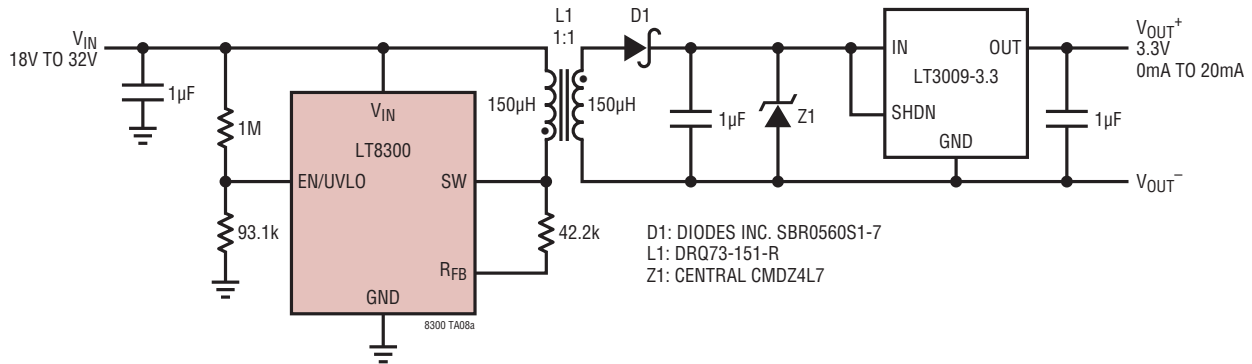 VIN
18V TO 32V
1µF
1M
93.1k
VIN
LT8300
EN/UVLO
SW
RFB
GND
8300 TA08a
42.2k
L1
1:1
150µH
150µH
D1
1µF
Z1
IN
OUT
LT3009-3.3
SHDN
GND
1µF
VOUT+
3.3V
0mA TO 20mA
VOUT–
D1: DIODES INC. SBR0560S1-7
L1: DRQ73-151-R
Z1: CENTRAL CMDZ4L7